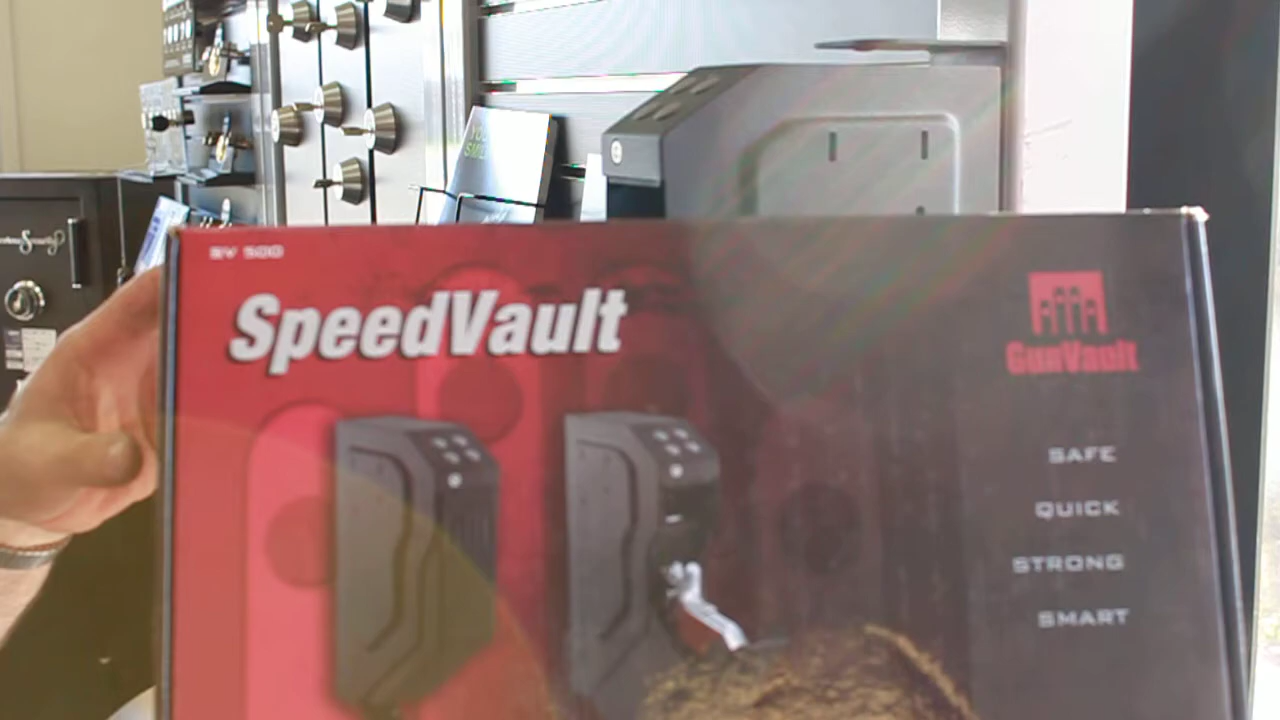 SV 500
SpeedVault
GunVault
SAFE
QUICK
STRONG
SMART